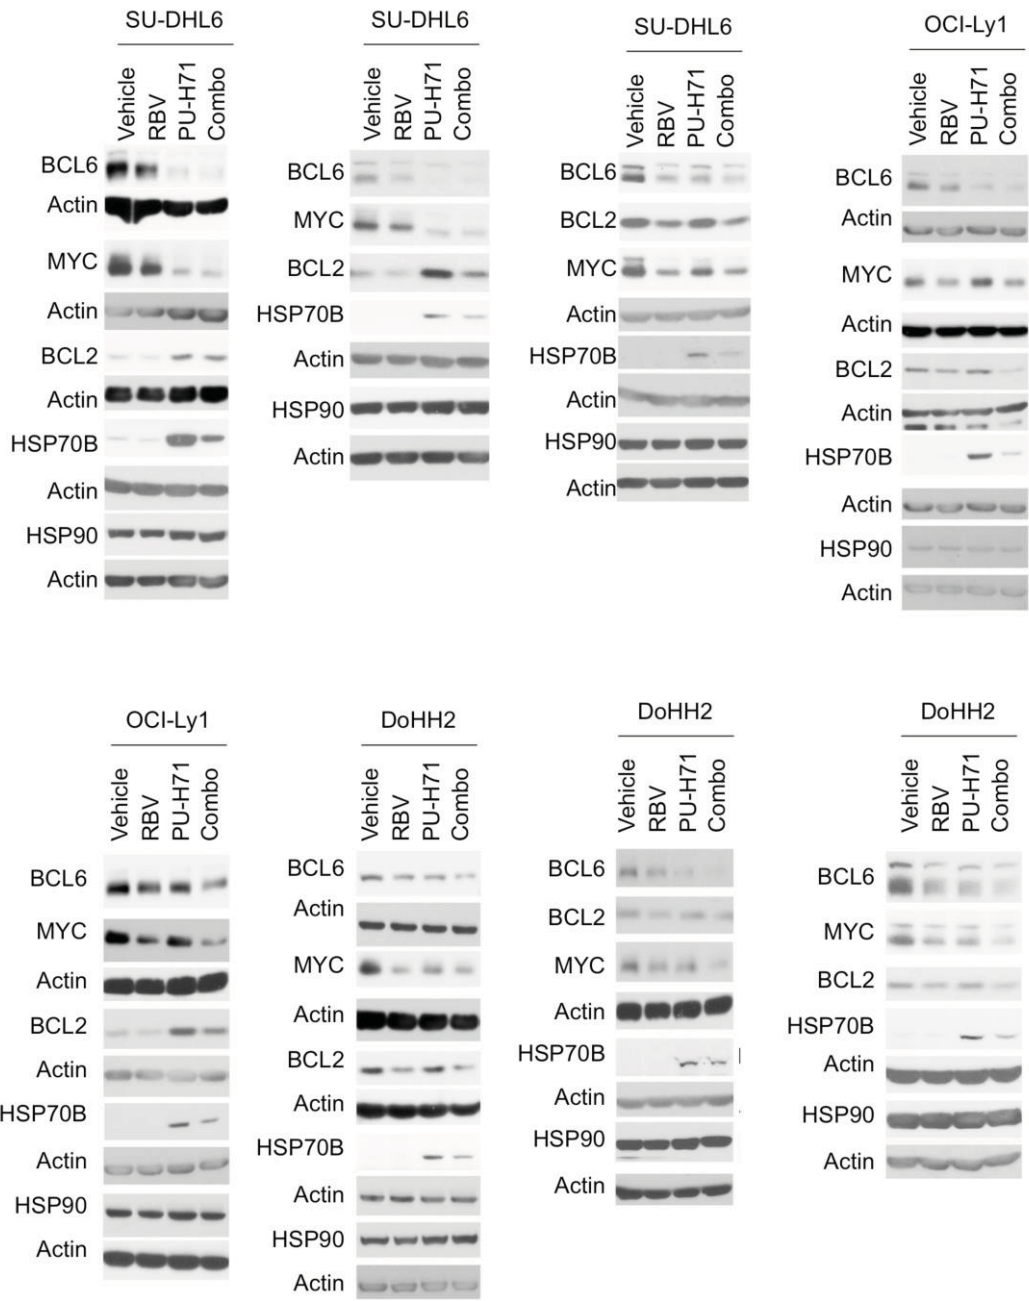 SU-DHL6
Vehicle
RBV
PU-H71
Combo
BCL6
Actin
MYC
Actin
BCL2
Actin
HSP70B
Actin
HSP90
Actin
SU-DHL6
Vehicle
RBV
PU-H71
Combo
BCL6
MYC
BCL2
HSP70B
Actin
HSP90
Actin
SU-DHL6
Vehicle
RBV
PU-H71
Combo
BCL6
BCL2
MYC
Actin
HSP70B
Actin
HSP90
Actin
OCI-Ly1
Vehicle
RBV
PU-H71
Combo
BCL6
Actin
MYC
Actin
BCL2
Actin
HSP70B
Actin
HSP90
Actin
OCI-Ly1
Vehicle
RBV
PU-H71
Combo
BCL6
MYC
Actin
BCL2
Actin
HSP70B
Actin
HSP90
Actin
DoHH2
Vehicle
RBV
PU-H71
Combo
BCL6
Actin
MYC
Actin
BCL2
Actin
HSP70B
Actin
HSP90
Actin
DoHH2
Vehicle
RBV
PU-H71
Combo
BCL6
BCL2
MYC
Actin
HSP70B
Actin
HSP90
Actin
DoHH2
Vehicle
RBV
PU-H71
Combo
BCL6
MYC
BCL2
HSP70B
Actin
HSP90
Actin